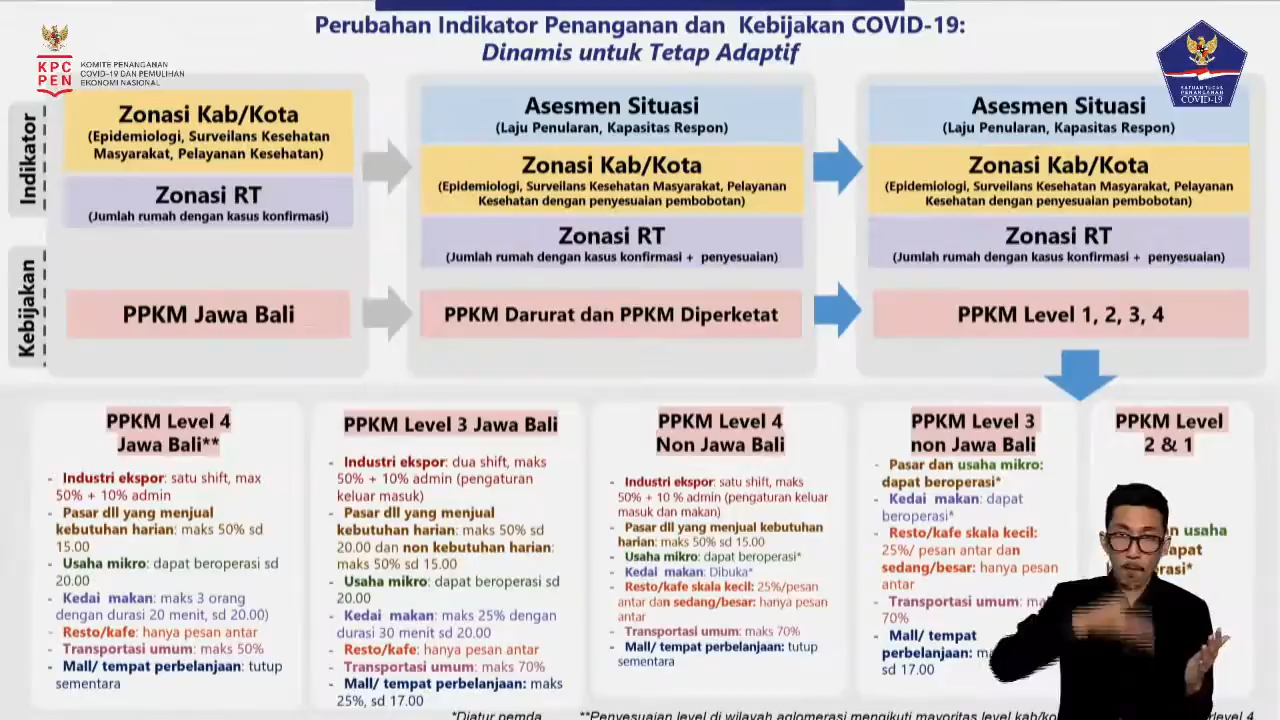 Perubahan Indikator Penanganan dan Kebijakan COVID-19:
Dinamis untuk Tetap Adaptif
KPC
PEN
KOMITE PENANGANAN
COVID-19 DAN PEMULIHAN
EKONOMI NASIONAL
SATUAN TUGAS
PENANGANAN
COVID-19
Indikator
Zonasi Kab/Kota
(Epidemiologi, Surveilans Kesehatan
Masyarakat, Pelayanan Kesehatan)
Zonasi RT
(Jumlah rumah dengan kasus konfirmasi)
Asesmen Situasi
(Laju Penularan, Kapasitas Respon)
Zonasi Kab/Kota
(Epidemiologi, Surveilans Kesehatan Masyarakat, Pelayanan
Kesehatan dengan penyesuaian pembobotan)
Zonasi RT
(Jumlah rumah dengan kasus konfirmasi + penyesuaian)
Asesmen Situasi
(Laju Penularan, Kapasitas Respon)
Zonasi Kab/Kota
(Epidemiologi, Surveilans Kesehatan Masyarakat, Pelayanan
Kesehatan dengan penyesuaian pembobotan)
Zonasi RT
(Jumlah rumah dengan kasus konfirmasi + penyesuaian)
Kebijakan
PPKM Jawa Bali
PPKM Darurat dan PPKM Diperketat
PPKM Level 1, 2, 3, 4
PPKM Level 4
Jawa Bali**
- Industri ekspor: satu shift, max
50% + 10% admin
- Pasar dll yang menjual
kebutuhan harian: maks 50% sd
15.00
- Usaha mikro: dapat beroperasi sd
20.00
- Kedai makan: maks 3 orang
dengan durasi 20 menit, sd 20.00)
- Resto/kafe: hanya pesan antar
- Transportasi umum: maks 50%
- Mall/ tempat perbelanjaan: tutup
sementara
PPKM Level 3 Jawa Bali
- Industri ekspor: dua shift, maks
50% + 10% admin (pengaturan
keluar masuk)
- Pasar dll yang menjual
kebutuhan harian: maks 50% sd
20.00 dan non kebutuhan harian:
maks 50% sd 15.00
- Usaha mikro: dapat beroperasi sd
20.00
- Kedai makan: maks 25% dengan
durasi 30 menit sd 20.00
- Resto/kafe: hanya pesan antar
- Transportasi umum: maks 70%
- Mall/ tempat perbelanjaan: maks
25%, sd 17.00
PPKM Level 4
Non Jawa Bali
- Industri ekspor: satu shift, maks
50% + 10 % admin (pengaturan keluar
masuk dan makan)
- Pasar dll yang menjual kebutuhan
harian: maks 50% sd 15.00
- Usaha mikro: dapat beroperasi*
- Kedai makan: Dibuka*
- Resto/kafe skala kecil: 25%/pesan
antar dan sedang/besar: hanya pesan
antar
- Transportasi umum: maks 70%
- Mall/ tempat perbelanjaan: tutup
sementara
PPKM Level 3
non Jawa Bali
- Pasar dan usaha mikro:
dapat beroperasi*
- Kedai makan: dapat
beroperasi*
- Resto/kafe skala kecil:
25%/ pesan antar dan
sedang/besar: hanya pesan
antar
- Transportasi umum:
70%
- Mall/ tempat
perbelanjaan:
sd 17.00
PPKM Level
2 & 1
usaha
*Diatur pemda
**Penyesuaian level di wilayah aglomerasi mengikuti mayoritas level
level 4